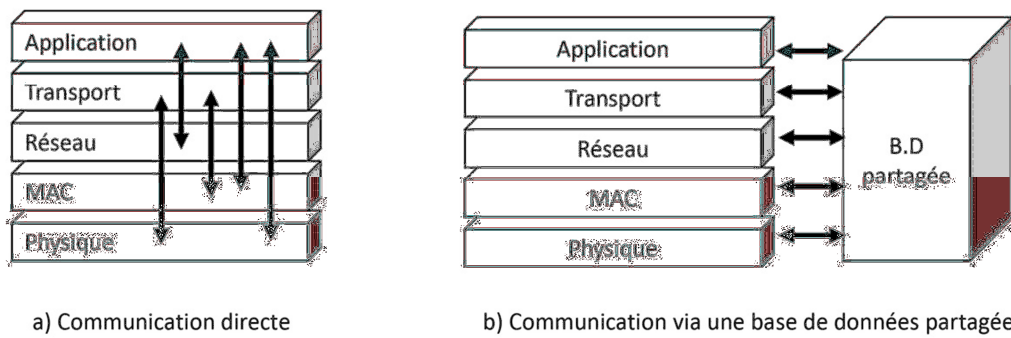 Application
Transport
Réseau
MAC
Physique
a) Communication directe
Application
Transport
Réseau
MAC
Physique
B.D
partagée
b) Communication via une base de données partagée